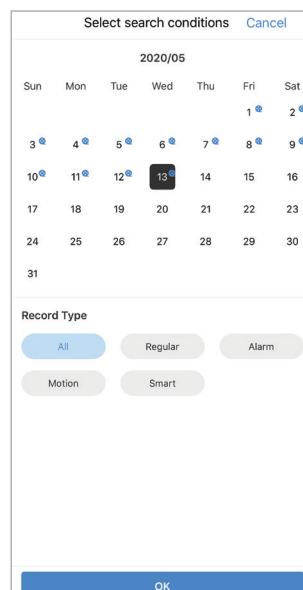 Select search conditions Cancel
2020/05
Sun Mon Tue Wed Thu Fri Sat
1 2
3 4 5 6 7 8 9
10 11 12 13 14 15 16
17 18 19 20 21 22 23
24 25 26 27 28 29 30
31
Record Type
All Regular Alarm
Motion Smart
OK